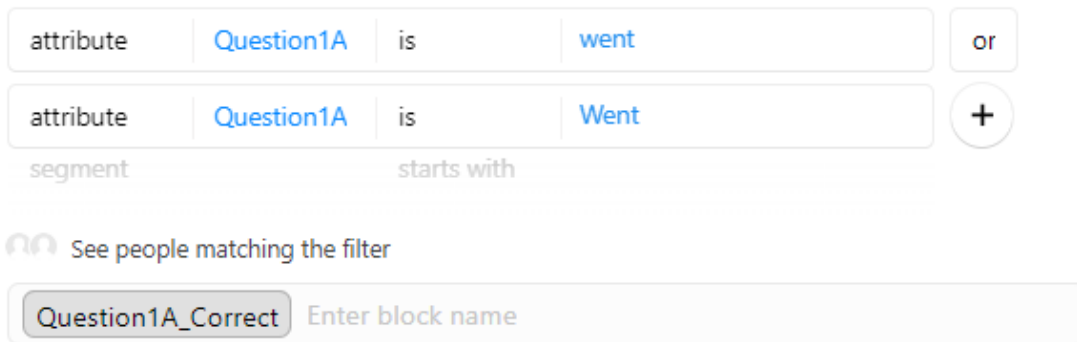 attribute Question1A is went or
attribute Question1A is Went +
segment starts with
See people matching the filter
Question1A_Correct Enter block name